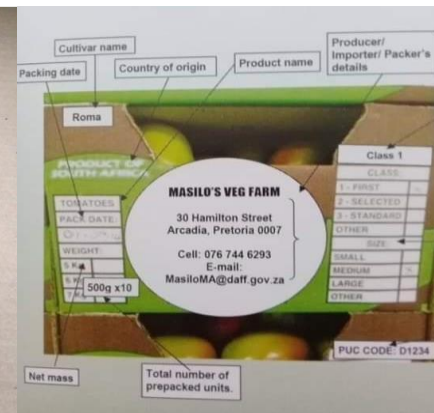 Cultivar name
Packing date
Country of origin
Product name
Producer/
Importer/ Packer's
details
Roma
PRODUCT OF
SOUTH AFRICA
TOMATOES
PACK DATE:
WEIGHT:
500g x10
MASILO'S VEG FARM
30 Hamilton Street
Arcadia, Pretoria 0007
Cell: 076 744 6293
E-mail:
MasiloMA@daff.gov.za
Class 1
CLASS:
1 - FIRST
2 - SELECTED
3 - STANDARD
OTHER
SIZE:
SMALL
MEDIUM
LARGE
OTHER
PUC CODE: D1234
Net mass
Total number of
prepacked units.